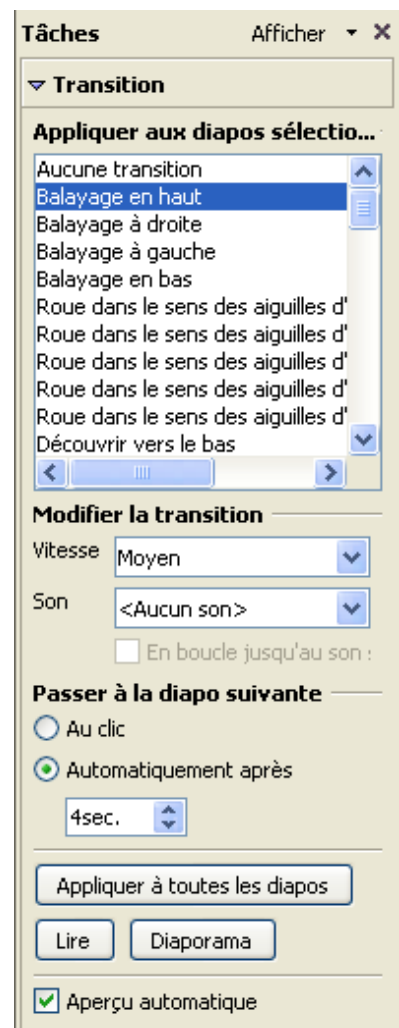 Tâches Afficher
Transition
Appliquer aux diapos sélectio...
Aucune transition
Balayage en haut
Balayage à droite
Balayage à gauche
Balayage en bas
Roue dans le sens des aiguilles d'
Roue dans le sens des aiguilles d'
Roue dans le sens des aiguilles d'
Roue dans le sens des aiguilles d'
Roue dans le sens des aiguilles d'
Découvrir vers le bas
Modifier la transition
Vitesse Moyen
Son <Aucun son>
En boucle jusqu'au son s
Passer à la diapo suivante
Au clic
Automatiquement après
4sec.
Appliquer à toutes les diapos
Lire Diaporama
Aperçu automatique